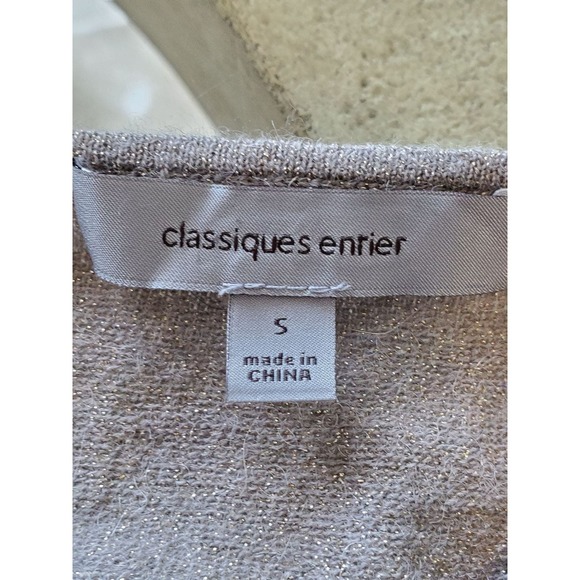 classiques entier
S
made in
CHINA